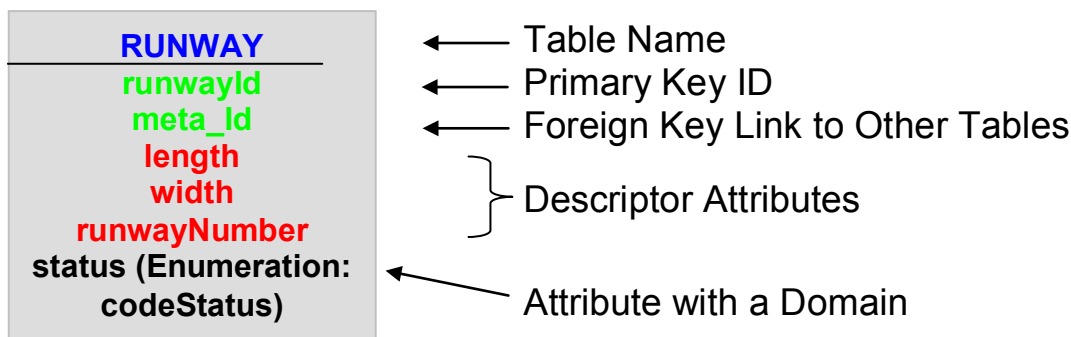 RUNWAY
runwayId
meta_Id
length
width
runwayNumber
status (Enumeration:
codeStatus)
Table Name
Primary Key ID
Foreign Key Link to Other Tables
Descriptor Attributes
Attribute with a Domain